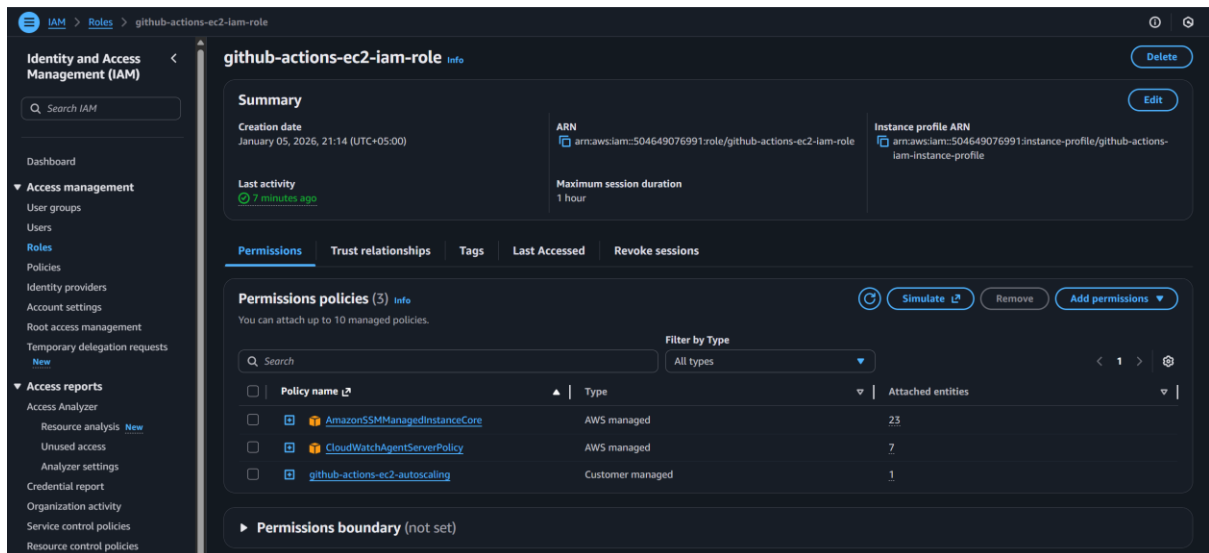 IAM > Roles > github-actions-ec2-iam-role
Identity and Access Management (IAM)
Search IAM
Dashboard
Access management
User groups
Users
Roles
Policies
Identity providers
Account settings
Root access management
Temporary delegation requests
New
Access reports
Access Analyzer
Resource analysis New
Unused access
Analyzer settings
Credential report
Organization activity
Service control policies
Resource control policies
github-actions-ec2-iam-role Info
Delete
Summary
Edit
Creation date
January 05, 2026, 21:14 (UTC+05:00)
ARN
arn:aws:iam::504649076991:role/github-actions-ec2-iam-role
Instance profile ARN
arn:aws:iam::504649076991:instance-profile/github-actions-
iam-instance-profile
Last activity
7 minutes ago
Maximum session duration
1 hour
Permissions Trust relationships Tags Last Accessed Revoke sessions
Permissions policies (3) Info
Simulate Remove Add permissions
You can attach up to 10 managed policies.
Filter by Type
Search
All types
1
Policy name Type Attached entities
AmazonSSMManagedInstanceCore AWS managed 23
CloudWatchAgentServerPolicy AWS managed 7
github-actions-ec2-autoscaling Customer managed 1
Permissions boundary (not set)